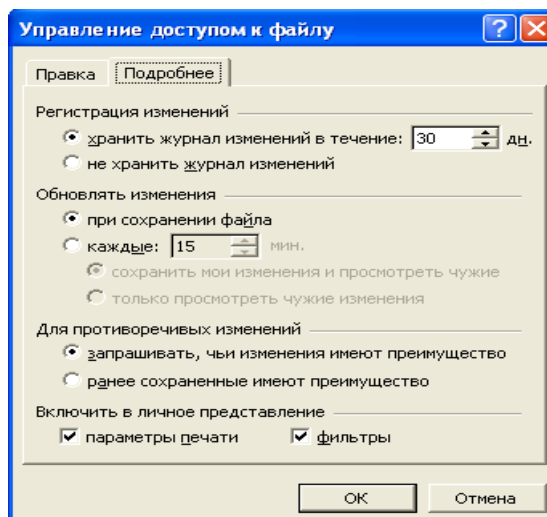 Управление доступом к файлу
Правка Подробнее
Регистрация изменений
хранить журнал изменений в течение: 30 дн.
не хранить журнал изменений
Обновлять изменения
при сохранении файла
каждые: 15 мин.
сохранить мои изменения и просмотреть чужие
только просмотреть чужие изменения
Для противоречивых изменений
запрашивать, чьи изменения имеют преимущество
ранее сохраненные имеют преимущество
Включить в личное представление
параметры печати фильтры
ОК Отмена